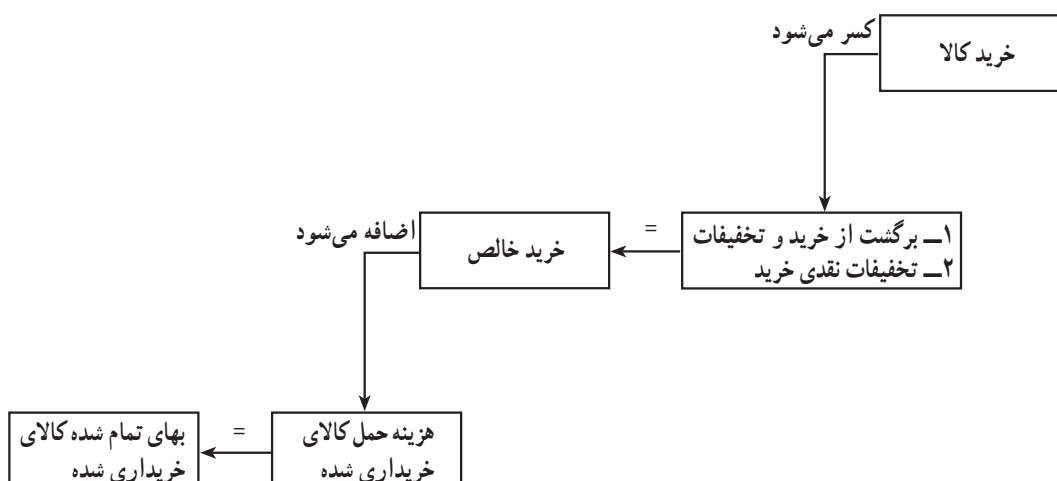 خرید کالا
کسر می‌شود
۱ــ برگشت از خرید و تخفیفات
۲ــ تخفیفات نقدی خرید
=
خرید خالص
اضافه می‌شود
هزینه حمل کالای
خریداری شده
=
بهای تمام شده کالای
خریداری شده